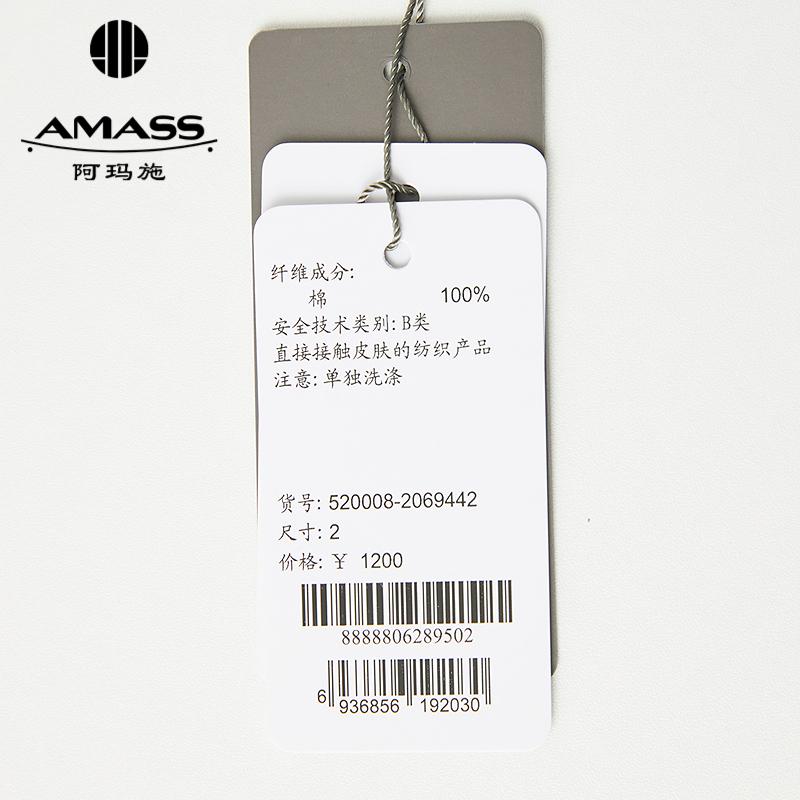 AMASS
阿玛施
纤维成分:
棉 100%
安全技术类别: B类
直接接触皮肤的纺织产品
注意: 单独洗涤
货号: 520008-2069442
尺寸: 2
价格: ¥ 1200
8888806289502
6 936856 192030